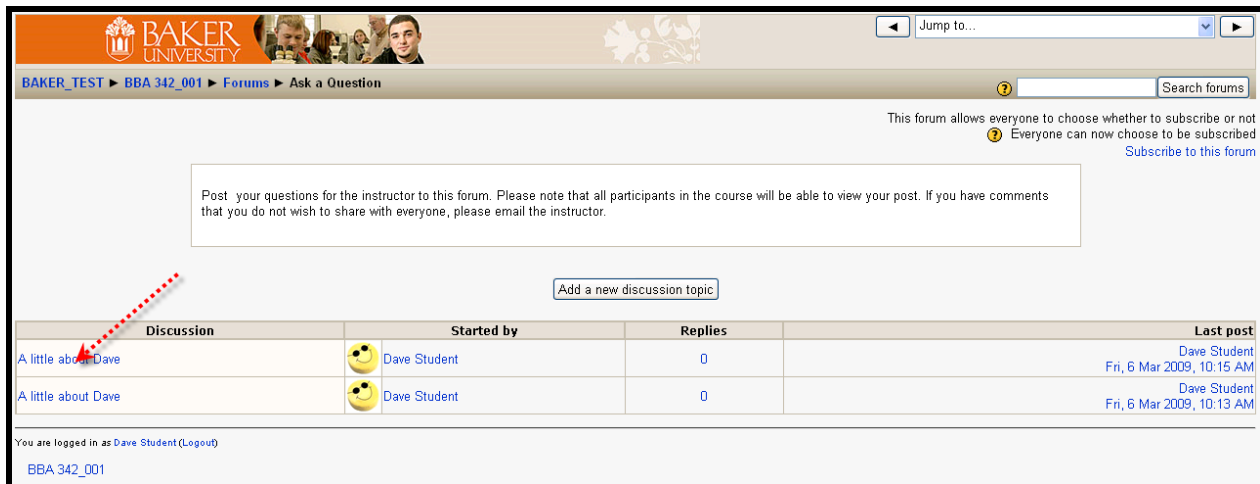 BAKER
UNIVERSITY
◄ Jump to... ►
BAKER_TEST ► BBA 342_001 ► Forums ► Ask a Question
? Search forums
This forum allows everyone to choose whether to subscribe or not
? Everyone can now choose to be subscribed
Subscribe to this forum
Post your questions for the instructor to this forum. Please note that all participants in the course will be able to view your post. If you have comments
that you do not wish to share with everyone, please email the instructor.
Add a new discussion topic
Discussion Started by Replies Last post
A little about Dave Dave Student 0 Dave Student
Fri, 6 Mar 2009, 10:15 AM
A little about Dave Dave Student 0 Dave Student
Fri, 6 Mar 2009, 10:13 AM
You are logged in as Dave Student (Logout)
BBA 342_001